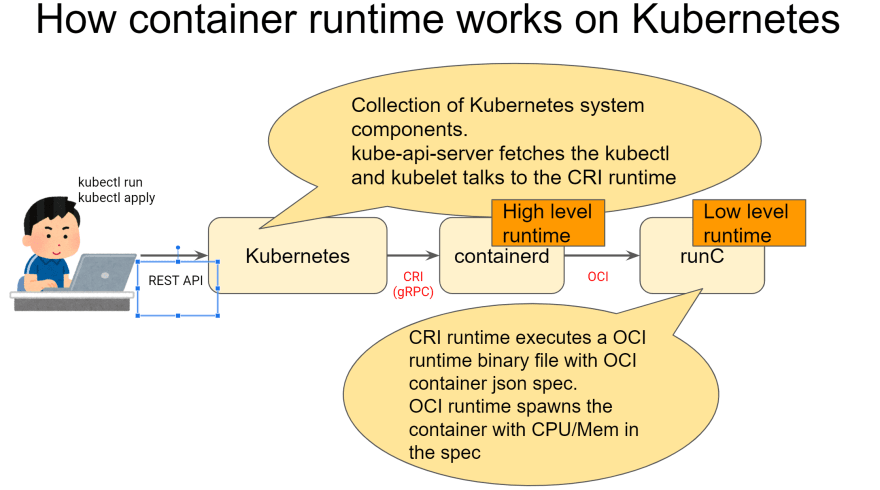 How container runtime works on Kubernetes
Collection of Kubernetes system
components.
kube-api-server fetches the kubectl
and kubelet talks to the CRI runtime
kubectl run
kubectl apply
High level
runtime
Low level
runtime
Kubernetes
containerd
runC
REST API
CRI
(gRPC)
OCI
CRI runtime executes a OCI
runtime binary file with OCI
container json spec.
OCI runtime spawns the
container with CPU/Mem in
the spec